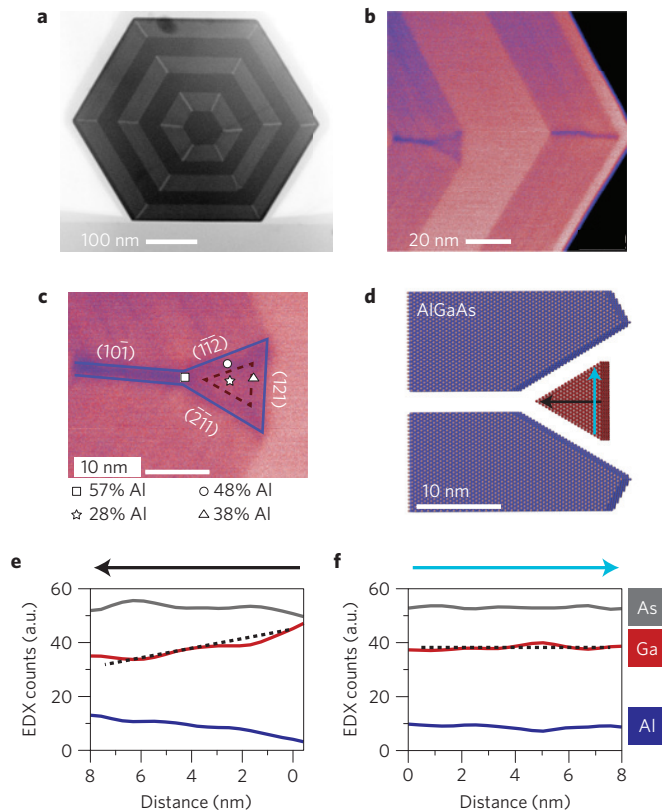 a
100 nm
b
20 nm
c
(101̄)
(11̄2̄)
(121)
(2̄1̄1)
10 nm
57% Al
48% Al
28% Al
38% Al
d
AlGaAs
10 nm
e
60
40
20
0
EDX counts (a.u.)
8
6
4
2
0
Distance (nm)
f
60
40
20
0
EDX counts (a.u.)
0
2
4
6
8
Distance (nm)
As
Ga
Al